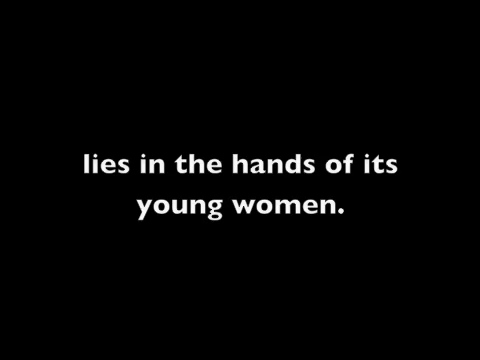 lies in the hands of its
young women.